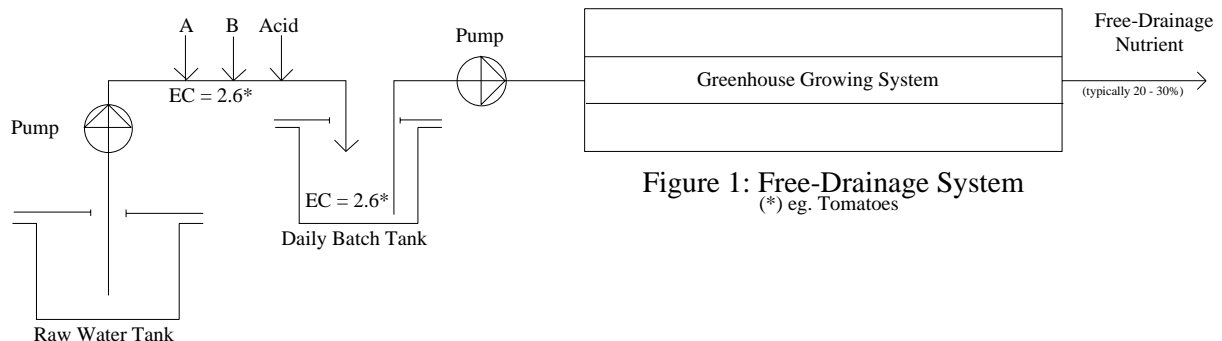 A B Acid
EC = 2.6*
Pump
Raw Water Tank
EC = 2.6*
Daily Batch Tank
Pump
Greenhouse Growing System
Free-Drainage
Nutrient
(typically 20 - 30%)
Figure 1: Free-Drainage System
(*) eg. Tomatoes